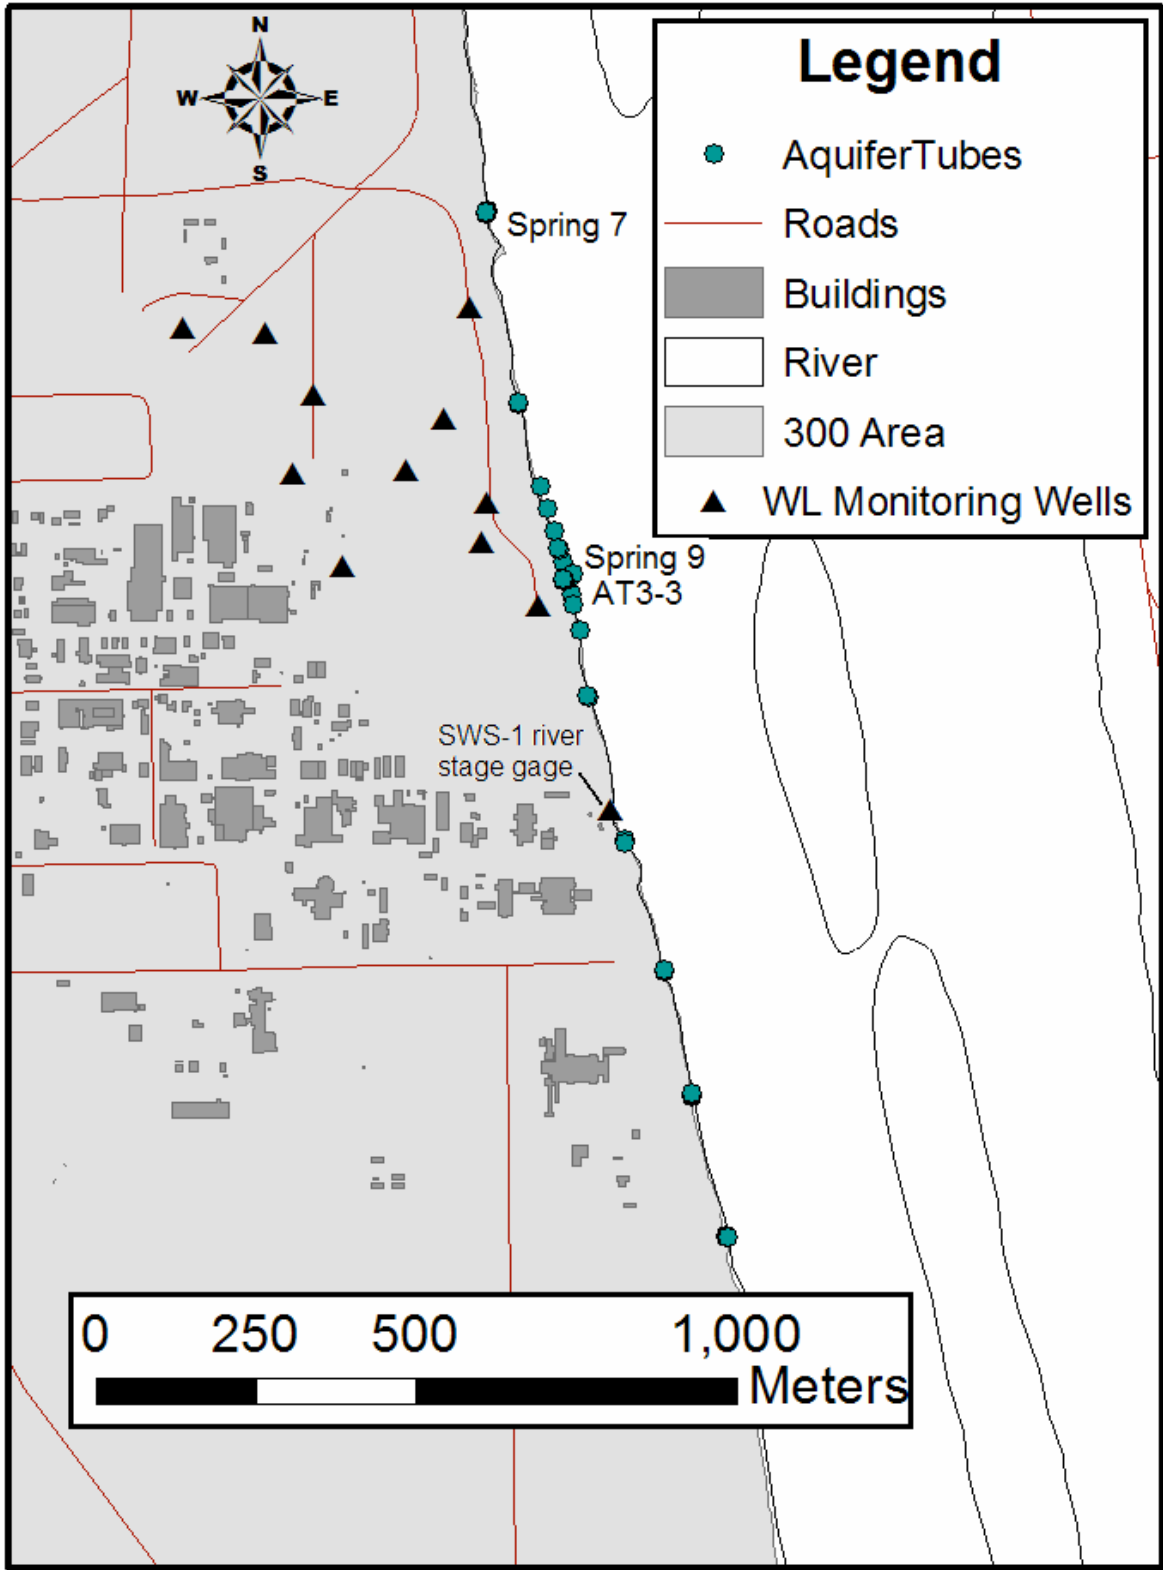 N
W E
S
Legend
AquiferTubes
Roads
Buildings
River
300 Area
WL Monitoring Wells
Spring 7
Spring 9
AT3-3
SWS-1 river
stage gage
0 250 500 1,000
Meters